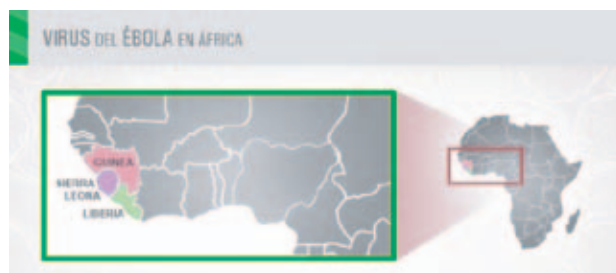 VIRUS DEL ÉBOLA EN ÁFRICA
GUINEA
SIERRA
LEONA
LIBERIA